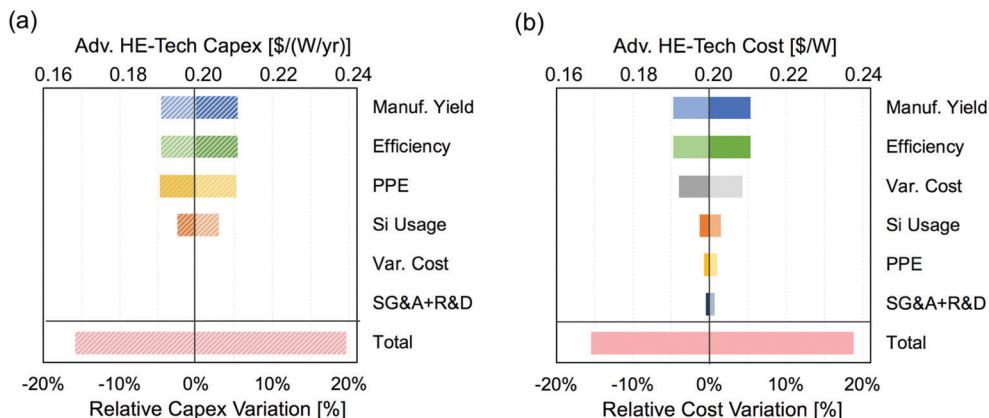 (a)
Adv. HE-Tech Capex [$/(W/yr)]
0.16 0.18 0.20 0.22 0.24
Manuf. Yield
Efficiency
PPE
Si Usage
Var. Cost
SG&A+R&D
Total
-20% -10% 0% 10% 20%
Relative Capex Variation [%]
(b)
Adv. HE-Tech Cost [$/W]
0.16 0.18 0.20 0.22 0.24
Manuf. Yield
Efficiency
Var. Cost
Si Usage
PPE
SG&A+R&D
Total
-20% -10% 0% 10% 20%
Relative Cost Variation [%]